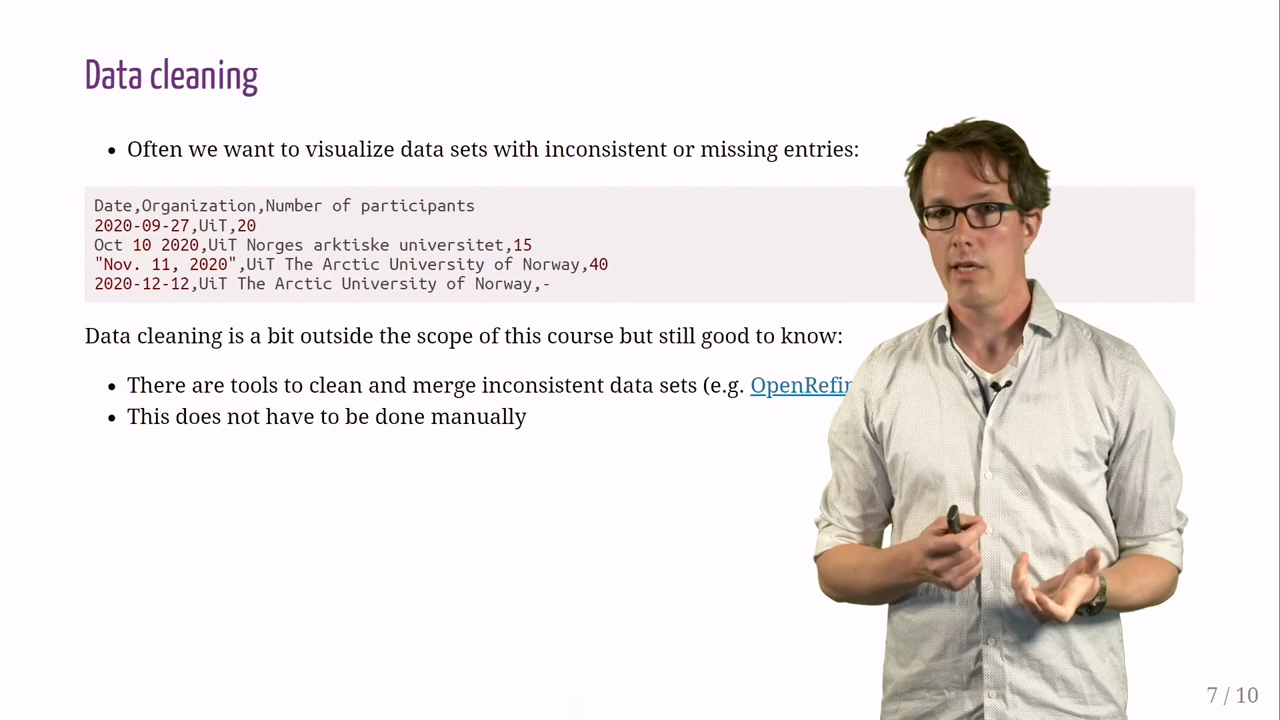 Data cleaning
• Often we want to visualize data sets with inconsistent or missing entries:
Date,Organization,Number of participants
2020-09-27,UiT,20
Oct 10 2020,UiT Norges arktiske universitet,15
"Nov. 11, 2020",UiT The Arctic University of Norway,40
2020-12-12,UiT The Arctic University of Norway,-
Data cleaning is a bit outside the scope of this course but still good to know:
• There are tools to clean and merge inconsistent data sets (e.g. OpenRefin
• This does not have to be done manually
7 / 10